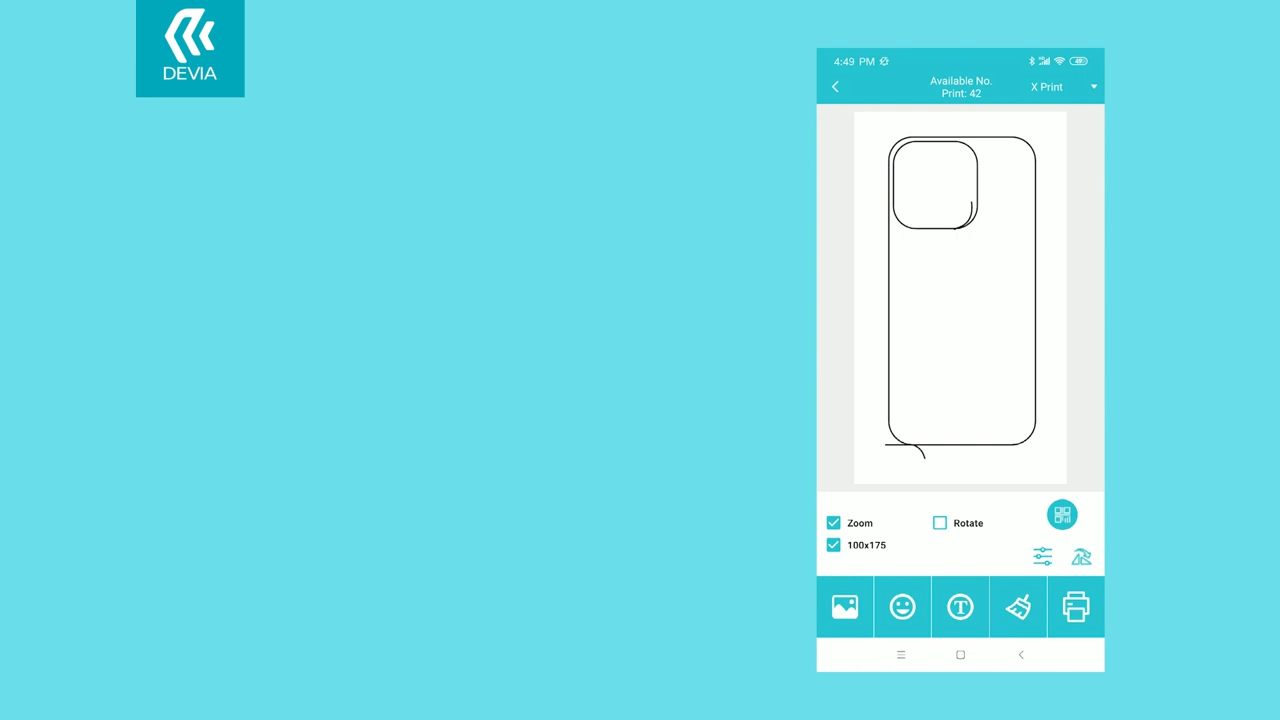 DEVIA
4:49 PM
Available No.
Print: 42
X Print
Zoom
Rotate
100x175
T